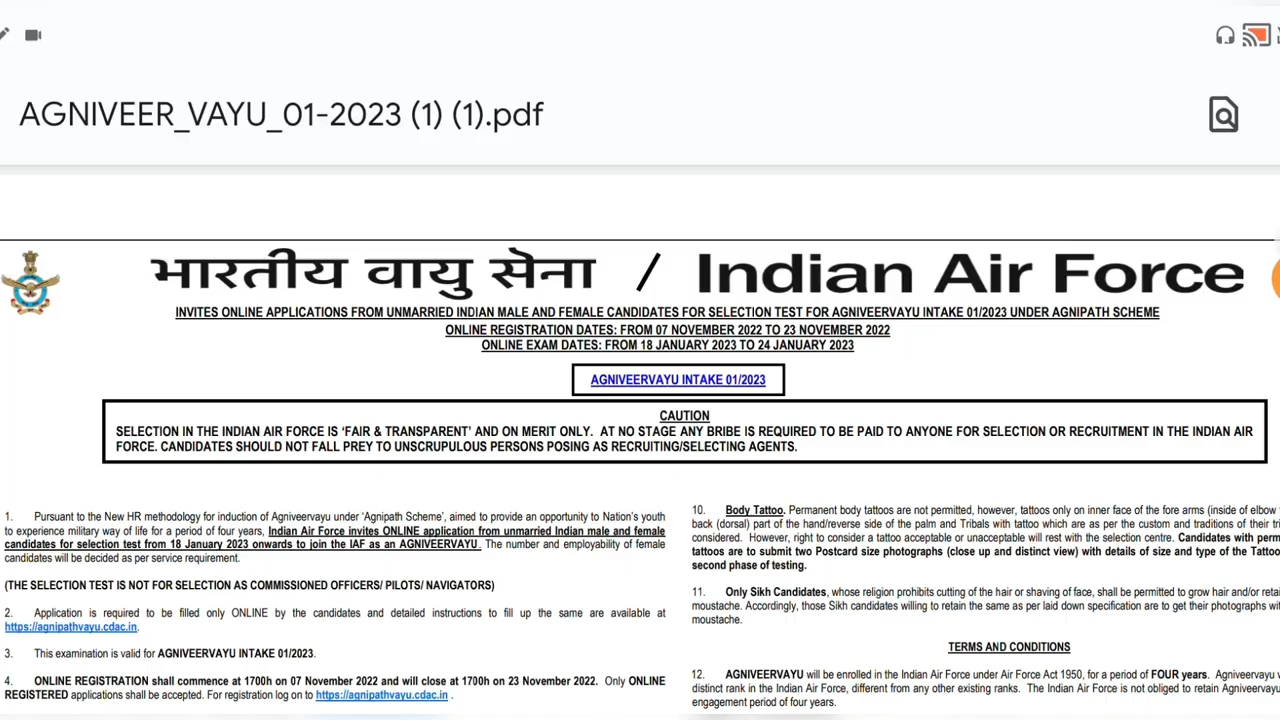 AGNIVEER_VAYU_01-2023 (1) (1).pdf
भारतीय वायु सेना / Indian Air Force
INVITES ONLINE APPLICATIONS FROM UNMARRIED INDIAN MALE AND FEMALE CANDIDATES FOR SELECTION TEST FOR AGNIVEERVAYU INTAKE 01/2023 UNDER AGNIPATH SCHEME
ONLINE REGISTRATION DATES: FROM 07 NOVEMBER 2022 TO 23 NOVEMBER 2022
ONLINE EXAM DATES: FROM 18 JANUARY 2023 TO 24 JANUARY 2023
AGNIVEERVAYU INTAKE 01/2023
CAUTION
SELECTION IN THE INDIAN AIR FORCE IS ‘FAIR & TRANSPARENT’ AND ON MERIT ONLY. AT NO STAGE ANY BRIBE IS REQUIRED TO BE PAID TO ANYONE FOR SELECTION OR RECRUITMENT IN THE INDIAN AIR
FORCE. CANDIDATES SHOULD NOT FALL PREY TO UNSCRUPULOUS PERSONS POSING AS RECRUITING/SELECTING AGENTS.
1. Pursuant to the New HR methodology for induction of Agniveervayu under ‘Agnipath Scheme’, aimed to provide an opportunity to Nation’s youth
to experience military way of life for a period of four years, Indian Air Force invites ONLINE application from unmarried Indian male and female
candidates for selection test from 18 January 2023 onwards to join the IAF as an AGNIVEERVAYU. The number and employability of female
candidates will be decided as per service requirement.
(THE SELECTION TEST IS NOT FOR SELECTION AS COMMISSIONED OFFICERS/ PILOTS/ NAVIGATORS)
2. Application is required to be filled only ONLINE by the candidates and detailed instructions to fill up the same are available at
https://agnipathvayu.cdac.in.
3. This examination is valid for AGNIVEERVAYU INTAKE 01/2023.
4. ONLINE REGISTRATION shall commence at 1700h on 07 November 2022 and will close at 1700h on 23 November 2022. Only ONLINE
REGISTERED applications shall be accepted. For registration log on to https://agnipathvayu.cdac.in .
10. Body Tattoo. Permanent body tattoos are not permitted, however, tattoos only on inner face of the fore arms (inside of elbow
back (dorsal) part of the hand/reverse side of the palm and Tribals with tattoo which are as per the custom and traditions of their
considered. However, right to consider a tattoo acceptable or unacceptable will rest with the selection centre. Candidates with
tattoos are to submit two Postcard size photographs (close up and distinct view) with details of size and type of the Tattoo
second phase of testing.
11. Only Sikh Candidates, whose religion prohibits cutting of the hair or shaving of face, shall be permitted to grow hair and/or
moustache. Accordingly, those Sikh candidates willing to retain the same as per laid down specification are to get their photographs
moustache.
TERMS AND CONDITIONS
12. AGNIVEERVAYU will be enrolled in the Indian Air Force under Air Force Act 1950, for a period of FOUR years. Agniveervayu
distinct rank in the Indian Air Force, different from any other existing ranks. The Indian Air Force is not obliged to retain Agniveervayu
engagement period of four years.